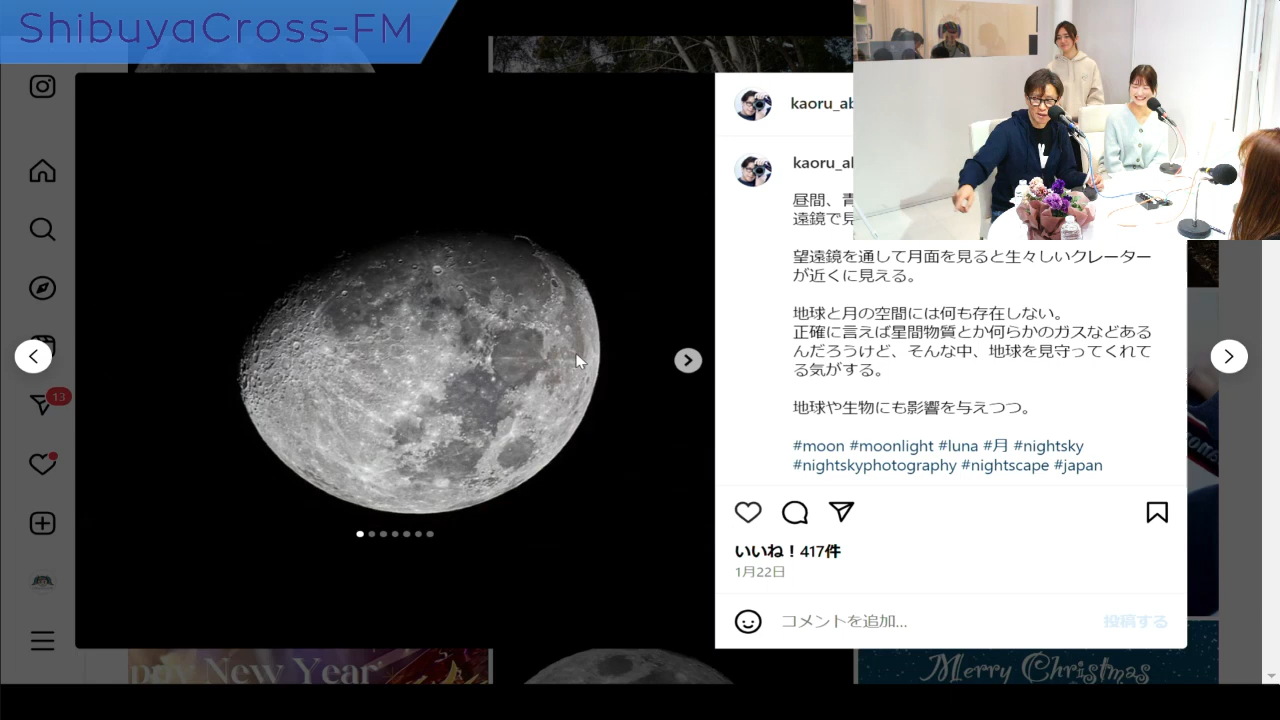 ShibuyaCross-FM
kaoru_ab
kaoru_al
昼間、青
遠鏡で見
望遠鏡を通して月面を見ると生々しいクレーター
が近くに見える。
地球と月の空間には何も存在しない。
正確に言えば星間物質とか何らかのガスなどある
んだろうけど、そんな中、地球を見守ってくれて
る気がする。
地球や生物にも影響を与えつつ。
#moon #moonlight #luna #月 #nightsky
#nightskyphotography #nightscape #japan
いいね！417件
1月22日
コメントを追加...
投稿する
13
ppy New Year
Merry Christmas